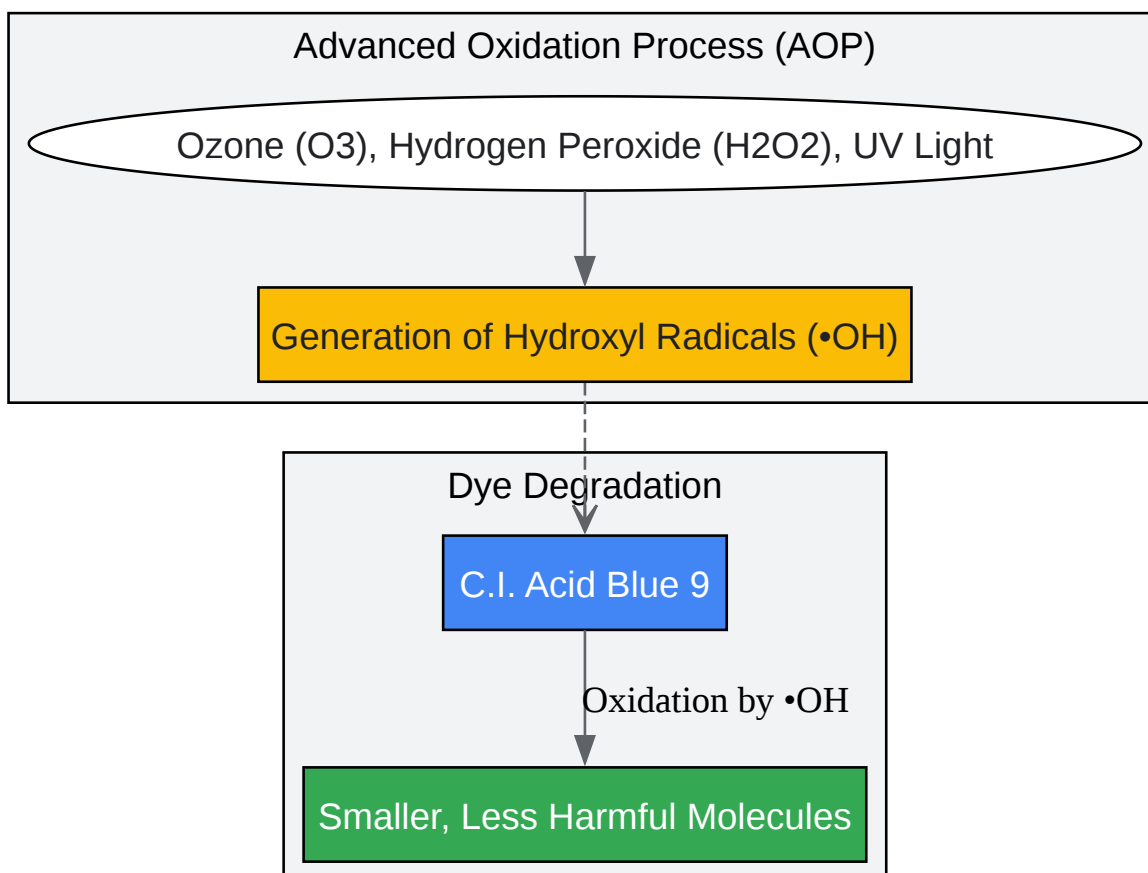 Advanced Oxidation Process (AOP)
Ozone (O3), Hydrogen Peroxide (H2O2), UV Light
Generation of Hydroxyl Radicals (•OH)
Dye Degradation
C.I. Acid Blue 9
Oxidation by •OH
Smaller, Less Harmful Molecules